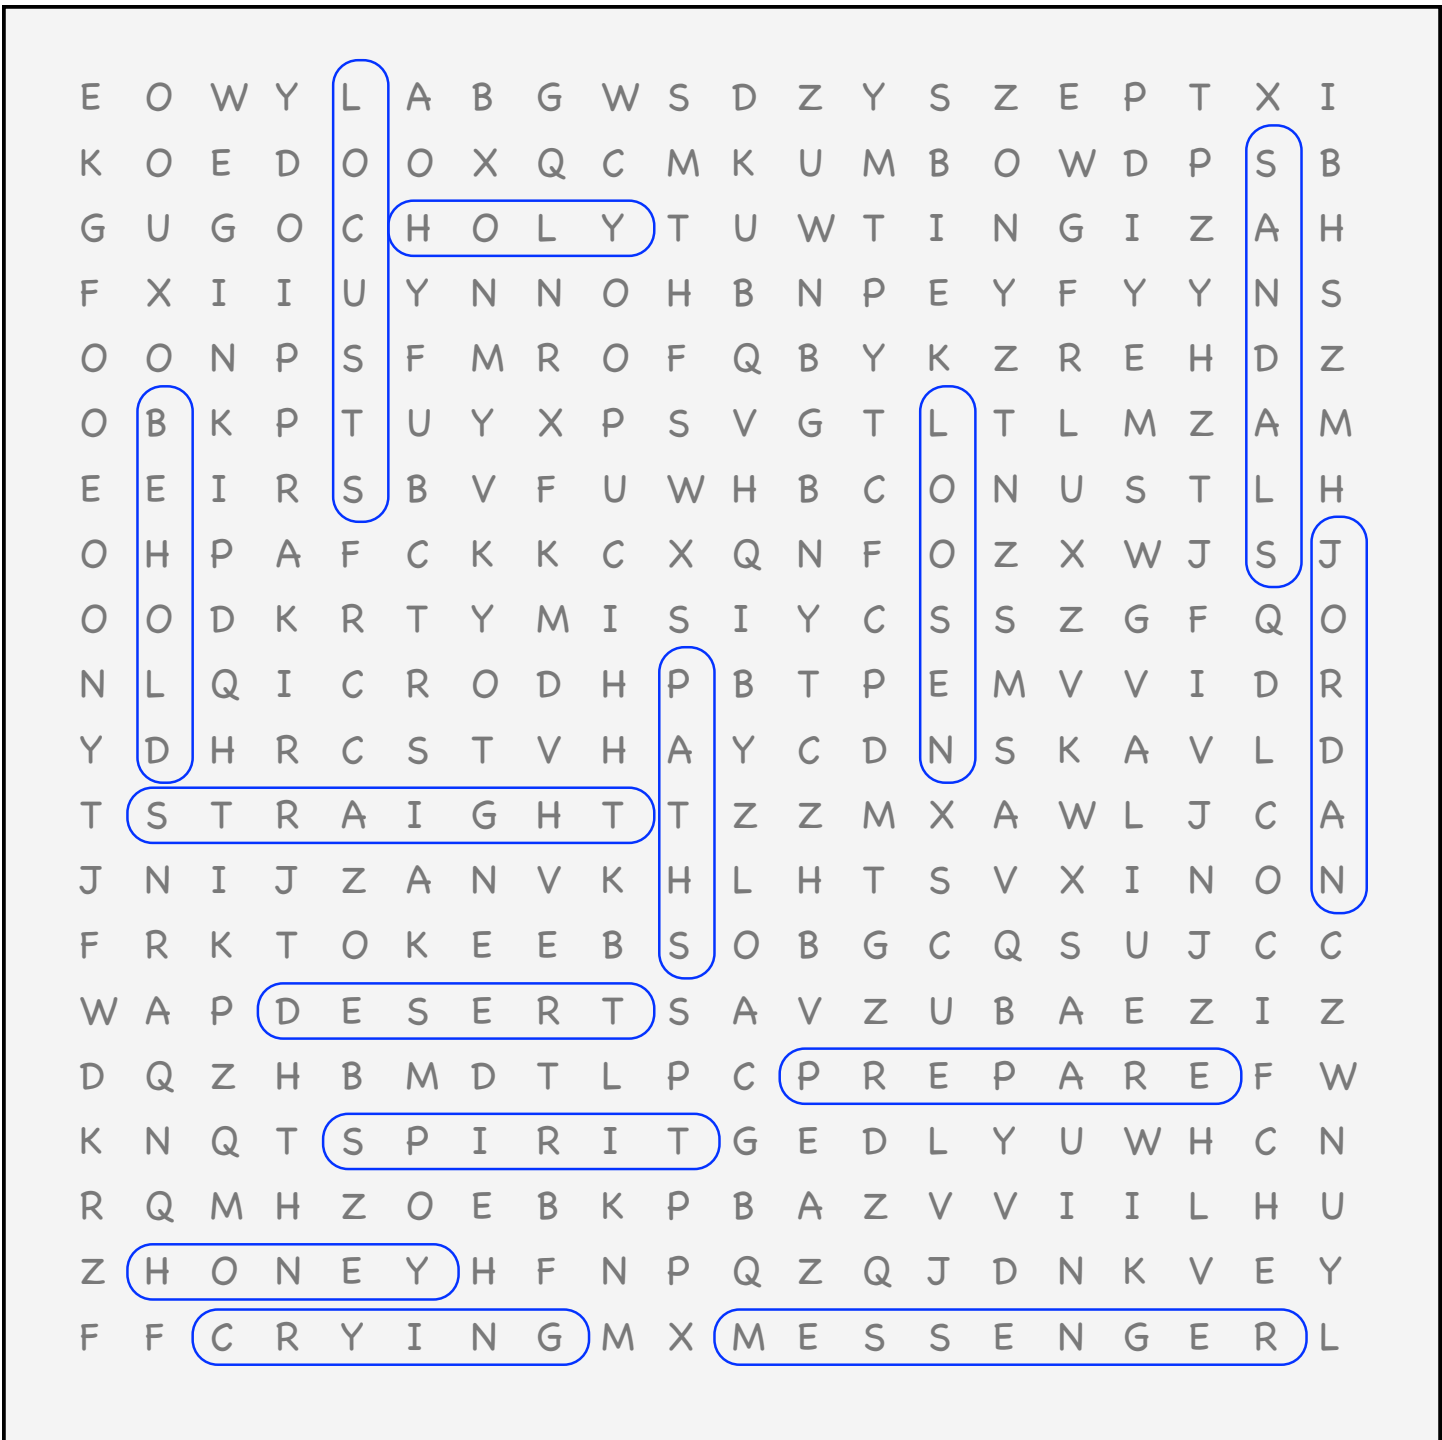 E O W Y L A B G W S D Z Y S Z E P T X I
K O E D O O X Q C M K U M B O W D P S B
G U G O C H O L Y T U W T I N G I Z A H
F X I I U Y N N O H B N P E Y F Y Y N S
O O N P S F M R O F Q B Y K Z R E H D Z
O B K P T U Y X P S V G T L T L M Z A M
E E I R S B V F U W H B C O N U S T L H
O H P A F C K K C X Q N F O Z X W J S J
O O D K R T Y M I S I Y C S S Z G F Q O
N L Q I C R O D H P B T P E M V V I D R
Y D H R C S T V H A Y C D N S K A V L D
T S T R A I G H T T Z Z M X A W L J C A
J N I J Z A N V K H L H T S V X I N O N
F R K T O K E E B S O B G C Q S U J C C
W A P D E S E R T S A V Z U B A E Z I Z
D Q Z H B M D T L P C P R E P A R E F W
K N Q T S P I R I T G E D L Y U W H C N
R Q M H Z O E B K P B A Z V V I I L H U
Z H O N E Y H F N P Q Z Q J D N K V E Y
F F C R Y I N G M X M E S S E N G E R L